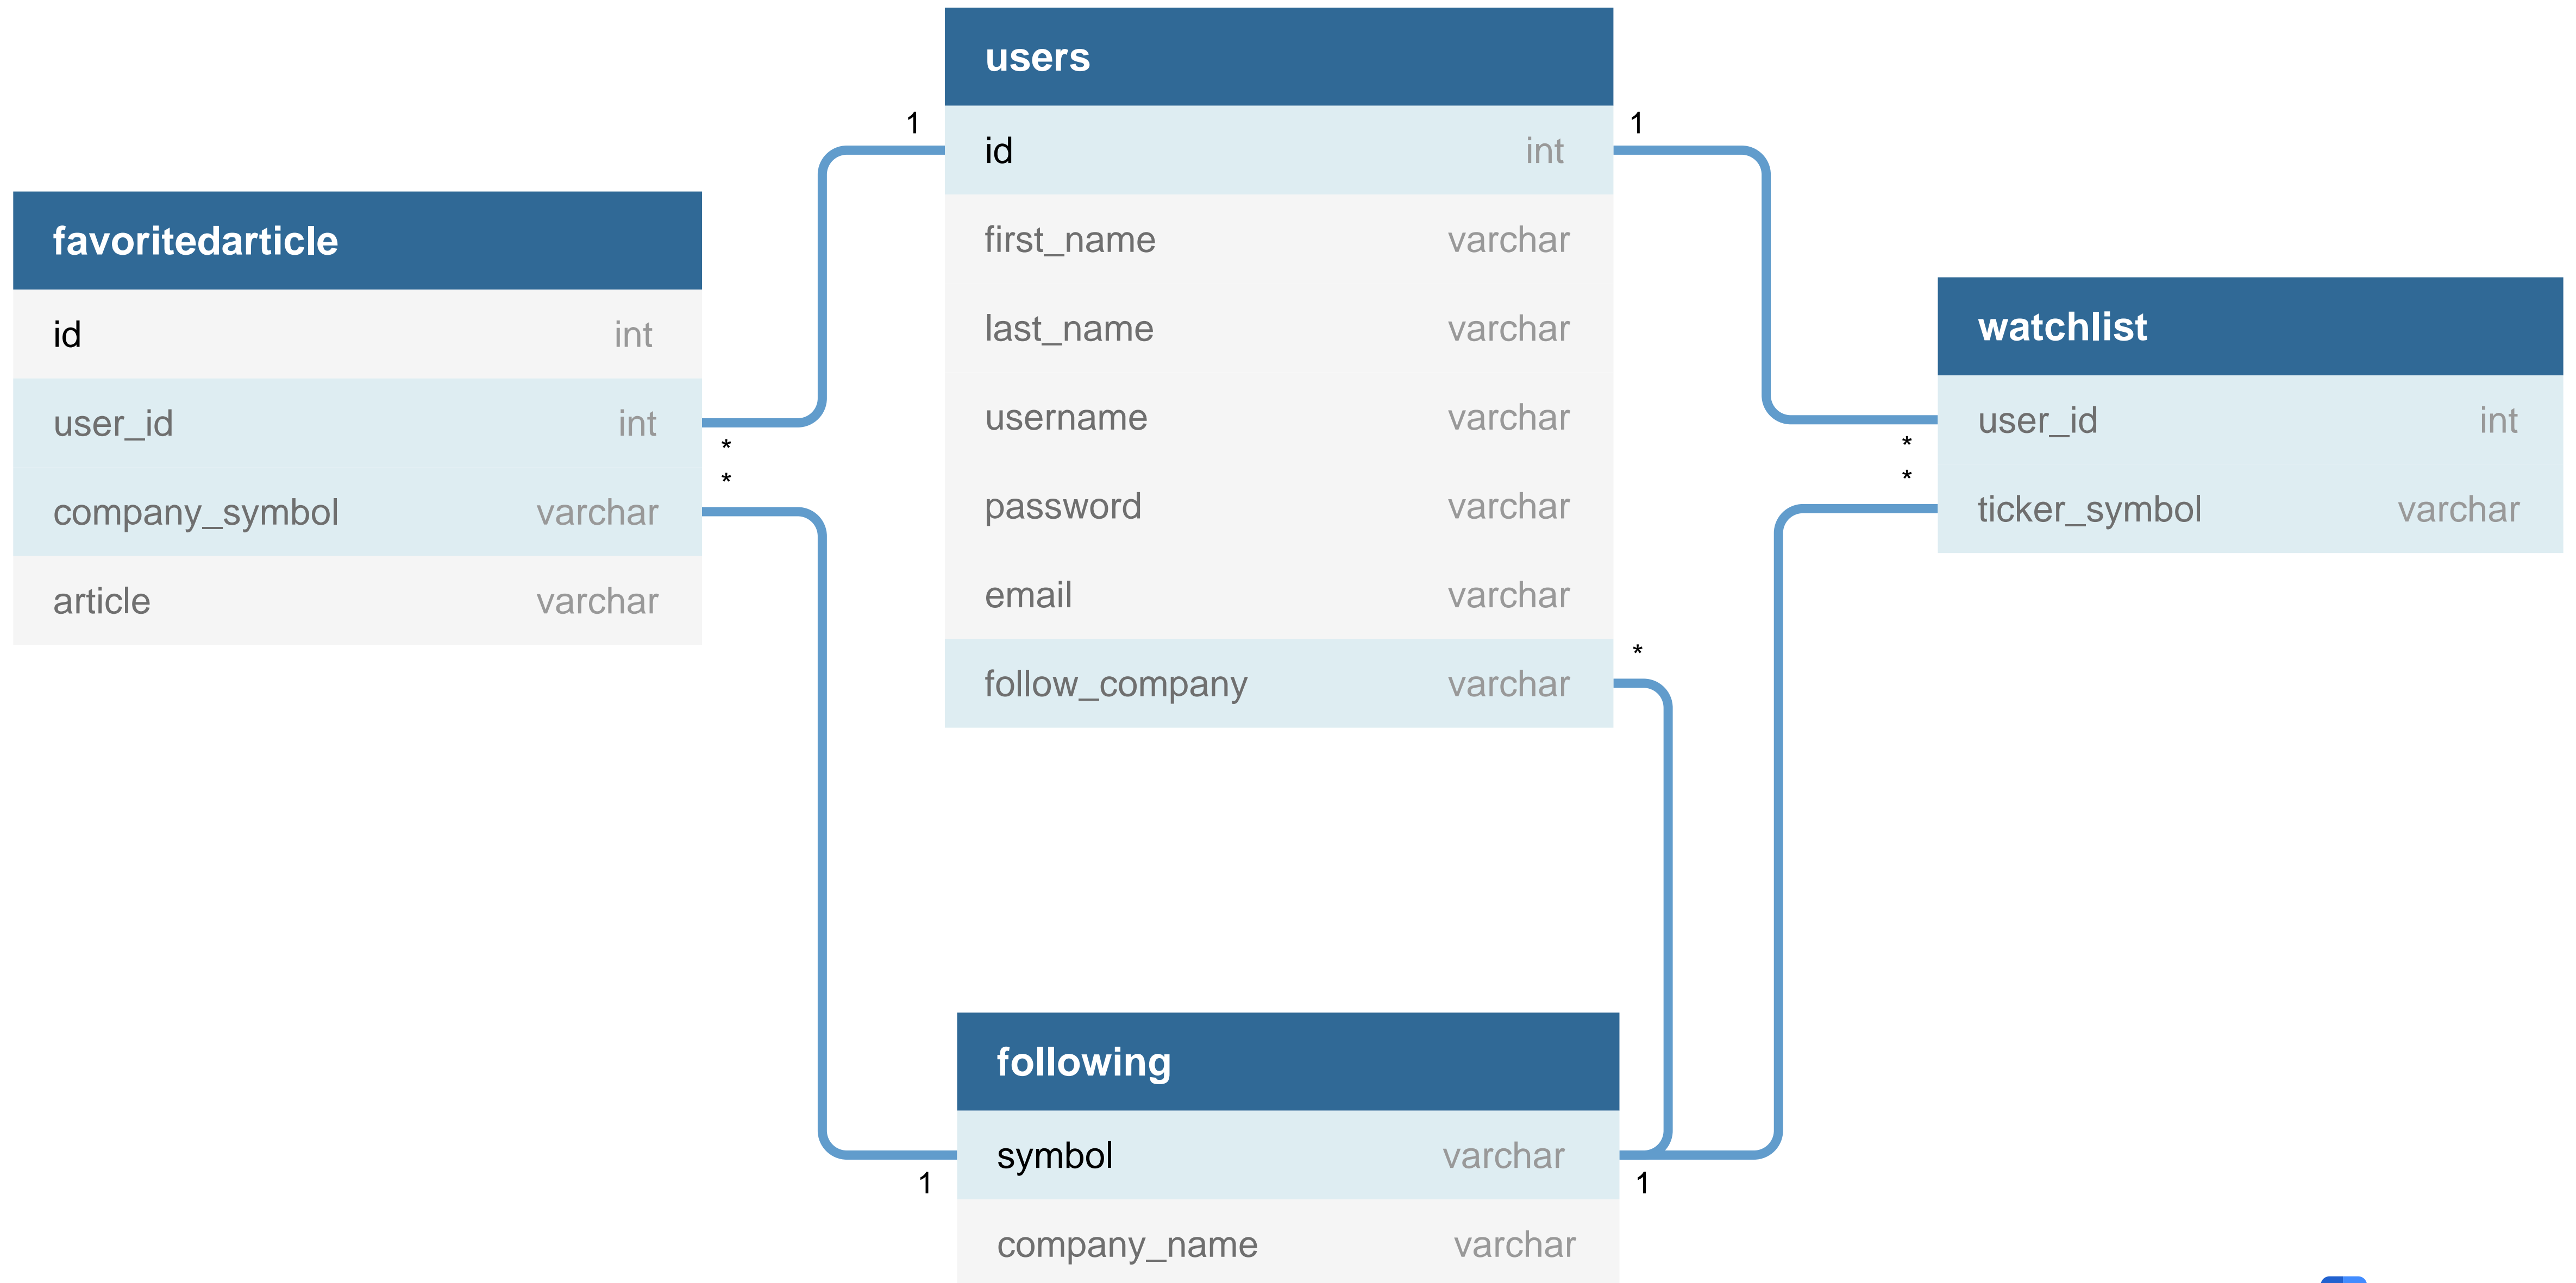 users
1
1
id int
first_name varchar
last_name varchar
username varchar
password varchar
email varchar
*
follow_company varchar
favoritedarticle
id int
user_id int
*
*
company_symbol varchar
article varchar
watchlist
user_id int
*
*
ticker_symbol varchar
following
symbol varchar
1
1
company_name varchar